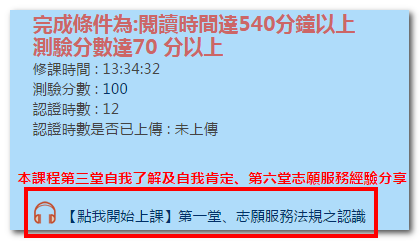 完成條件為:閱讀時間達540分鐘以上
測驗分數達70 分以上
修課時間 : 13:34:32
測驗分數 : 100
認證時數 : 12
認證時數是否已上傳 : 未上傳
本課程第三堂自我了解及自我肯定、第六堂志願服務經驗分享
【點我開始上課】第一堂、志願服務法規之認識